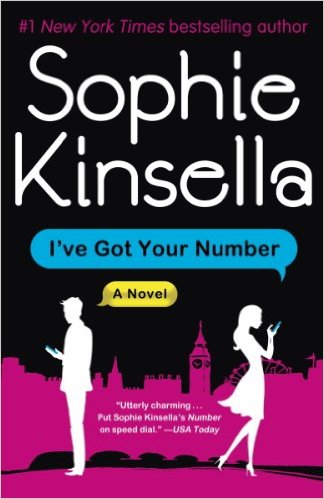 #1 New York Times bestselling author
Sophie
Kinsella
I've Got Your Number
A Novel
"Utterly charming . . .
Put Sophie Kinsella's Number
on speed dial." —USA Today